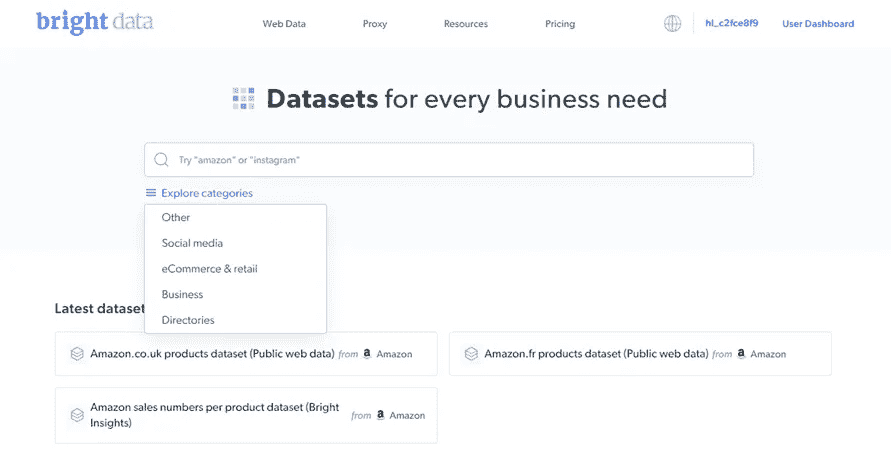 bright data
Web Data
Proxy
Resources
Pricing
hl_c2fce8f9
User Dashboard
Datasets for every business need
Try "amazon" or "instagram"
Explore categories
Other
Social media
eCommerce & retail
Business
Directories
Latest dataset
Amazon.co.uk products dataset (Public web data) from Amazon
Amazon.fr products dataset (Public web data) from Amazon
Amazon sales numbers per product dataset (Bright
Insights)
from Amazon